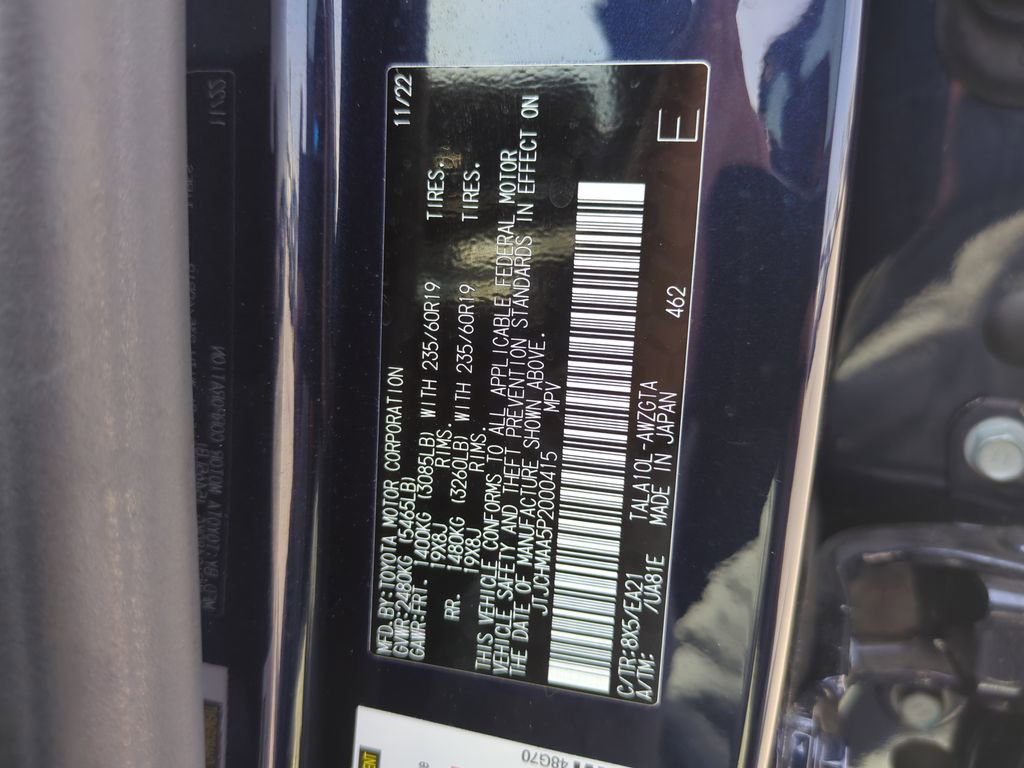 MFD.BY:TOYOTA MOTOR CORPORATION 11/22
GVWR:2480KG (5465LB)
GAWR:FRT. 1400KG (3085LB) WITH 235/60R19 TIRES.
19X8J RIMS.
RR. 1480KG (3260LB) WITH 235/60R19 TIRES.
19X8J RIMS.
THIS VEHICLE CONFORMS TO ALL APPLICABLE FEDERAL MOTOR
VEHICLE SAFETY AND THEFT PREVENTION STANDARDS IN EFFECT ON
THE DATE OF MANUFACTURE SHOWN ABOVE.
JTJCHMAA5P2000415 MPV
C/TR:8X5/EA21 TALA10L-AWZGTA 462 E
A/TM: /UA81E MADE IN JAPAN
48G70